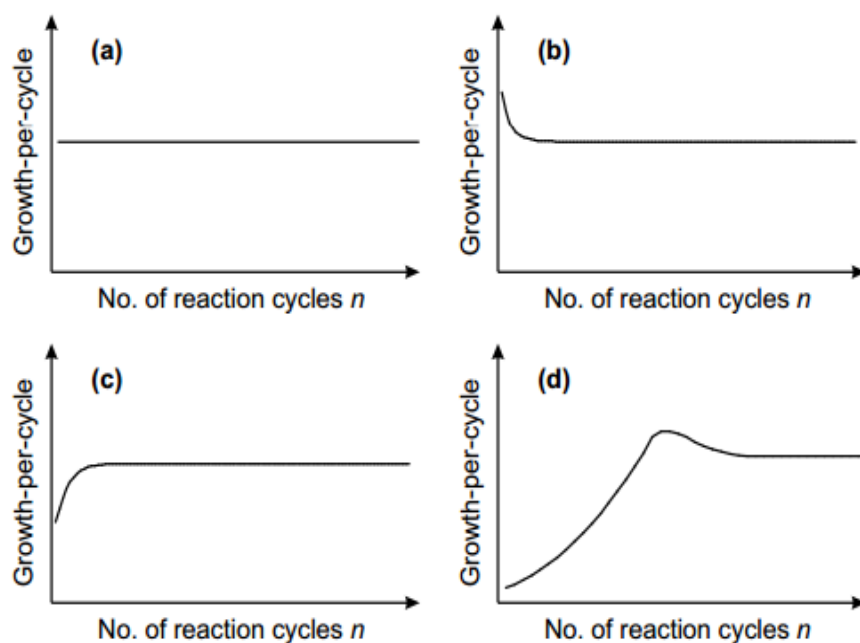 (a)
Growth-per-cycle
No. of reaction cycles n
(b)
Growth-per-cycle
No. of reaction cycles n
(c)
Growth-per-cycle
No. of reaction cycles n
(d)
Growth-per-cycle
No. of reaction cycles n